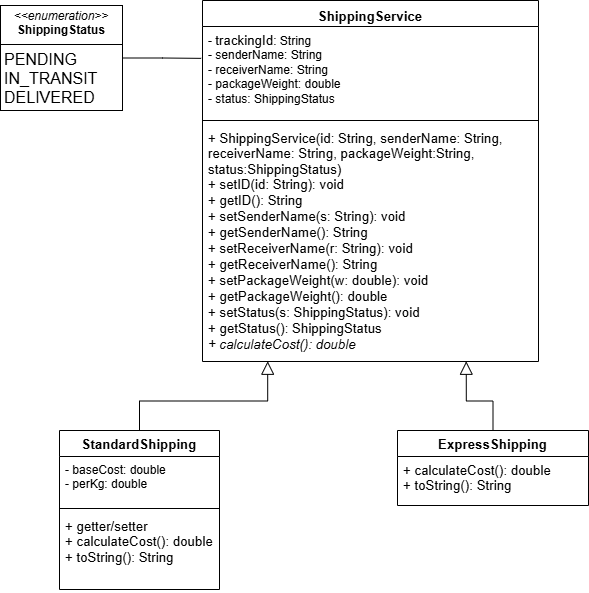 <<enumeration>>
ShippingStatus
PENDING
IN_TRANSIT
DELIVERED
ShippingService
- trackingId: String
- senderName: String
- receiverName: String
- packageWeight: double
- status: ShippingStatus
+ ShippingService(id: String, senderName: String,
receiverName: String, packageWeight:String,
status:ShippingStatus)
+ setID(id: String): void
+ getID(): String
+ setSenderName(s: String): void
+ getSenderName(): String
+ setReceiverName(r: String): void
+ getReceiverName(): String
+ setPackageWeight(w: double): void
+ getPackageWeight(): double
+ setStatus(s: ShippingStatus): void
+ getStatus(): ShippingStatus
+ calculateCost(): double
StandardShipping
- baseCost: double
- perKg: double
+ getter/setter
+ calculateCost(): double
+ toString(): String
ExpressShipping
+ calculateCost(): double
+ toString(): String